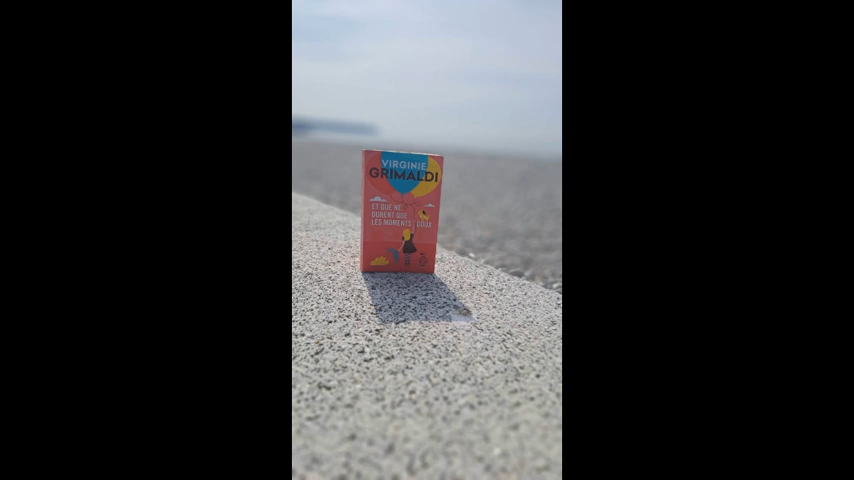 VIRGINIE
GRIMALDI
ET QUE NE
DURENT QUE
LES MOMENTS DOUX